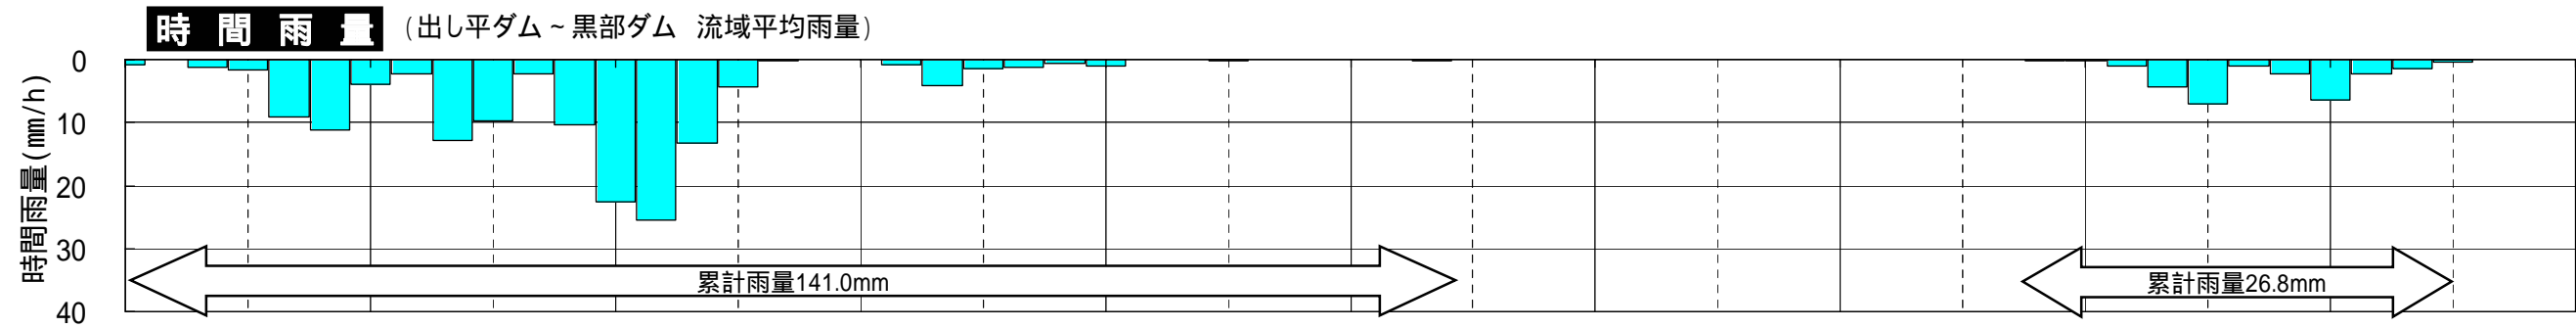 時間雨量 (出し平ダム~黒部ダム 流域平均雨量)
時間雨量(㎜/h)
0
10
20
30
40
累計雨量141.0mm
累計雨量26.8mm